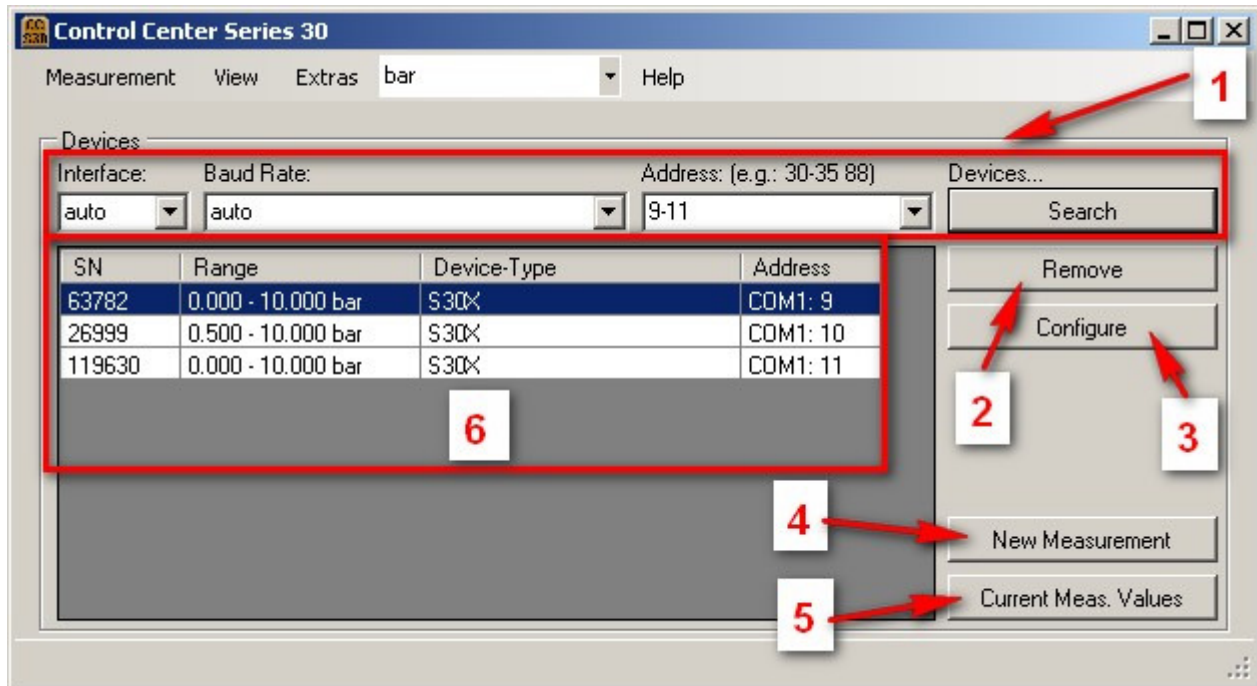 Control Center Series 30
Measurement View Extras bar Help
1
Devices
Interface: Baud Rate: Address: (e.g.: 30-35 88) Devices...
auto auto 9-11 Search
SN Range Device-Type Address Remove
63782 0.000 - 10.000 bar S30X COM1: 9
26999 0.500 - 10.000 bar S30X COM1: 10 Configure
119630 0.000 - 10.000 bar S30X COM1: 11
6 2 3
4 New Measurement
5 Current Meas. Values